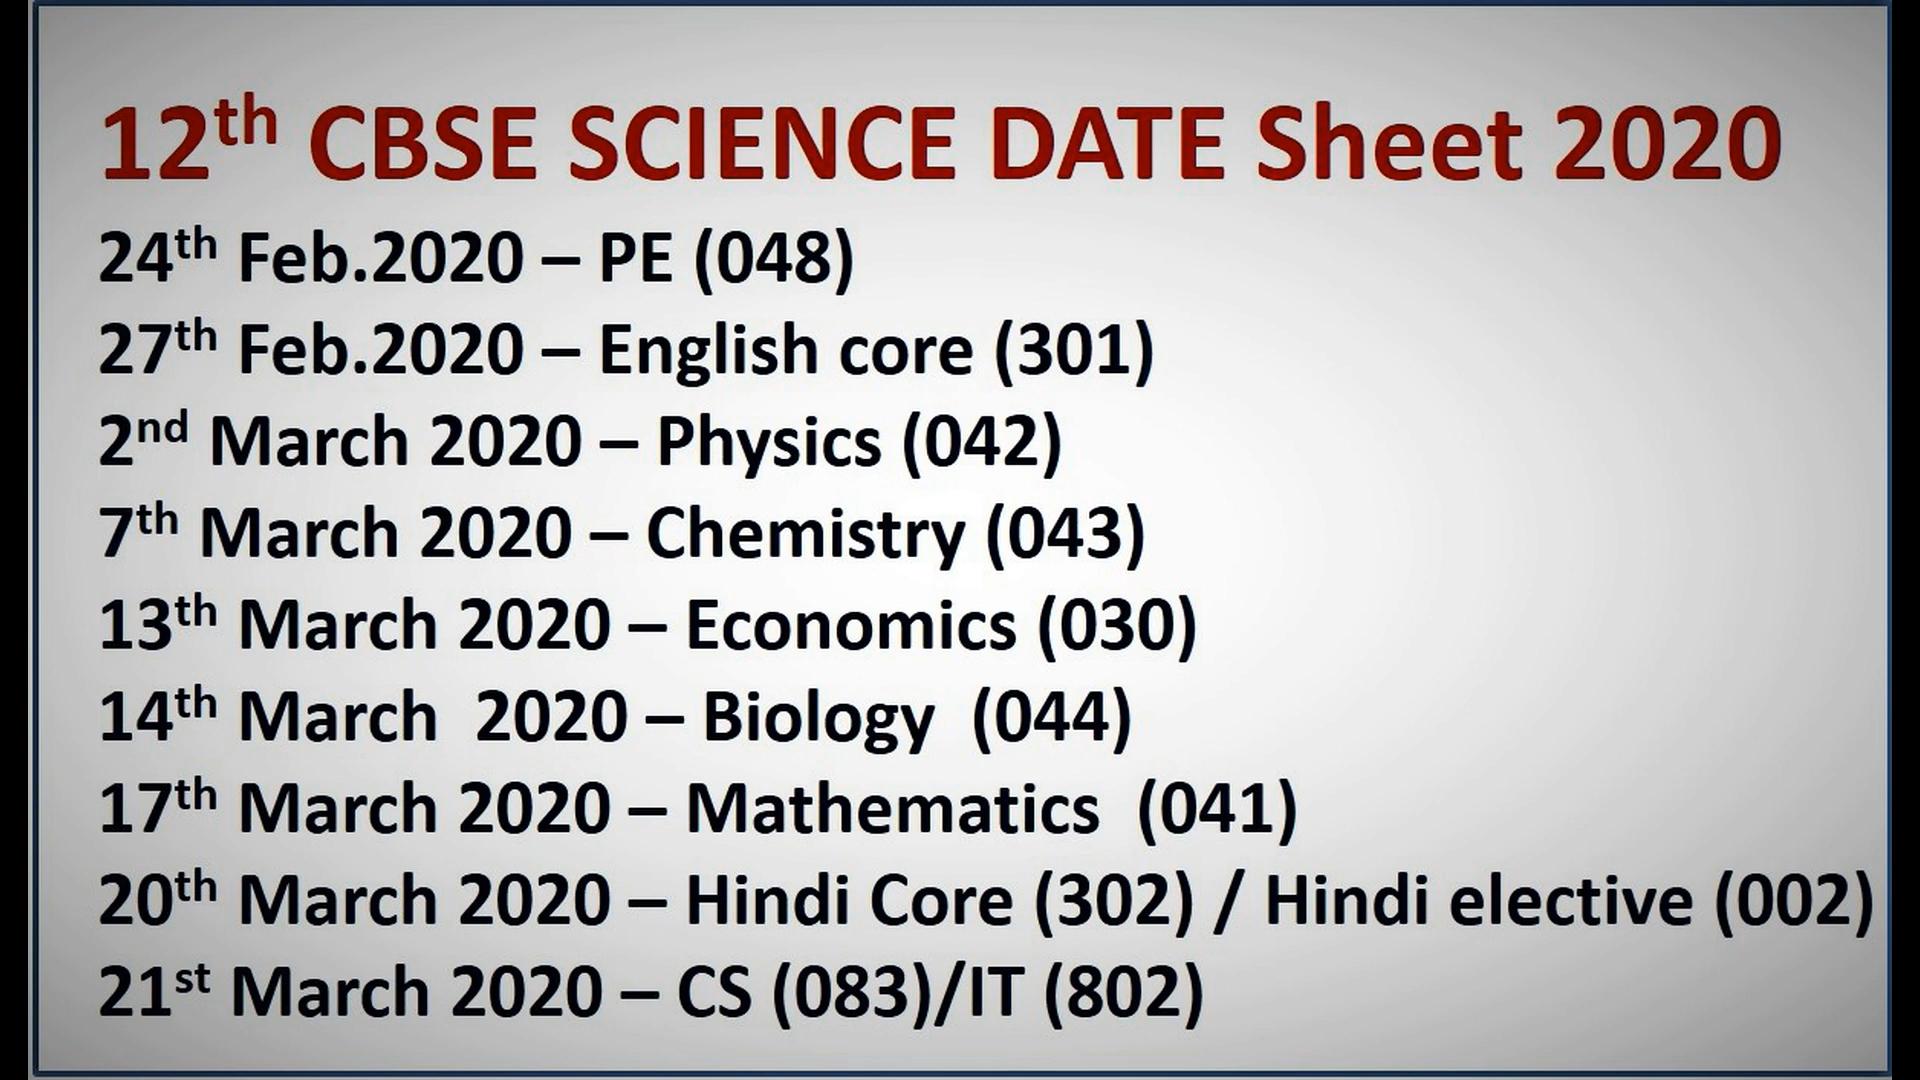 12th CBSE SCIENCE DATE Sheet 2020
24th Feb.2020 – PE (048)
27th Feb.2020 – English core (301)
2nd March 2020 – Physics (042)
7th March 2020 – Chemistry (043)
13th March 2020 – Economics (030)
14th March  2020 – Biology  (044)
17th March 2020 – Mathematics  (041)
20th March 2020 – Hindi Core (302) / Hindi elective (002)
21st March 2020 – CS (083)/IT (802)